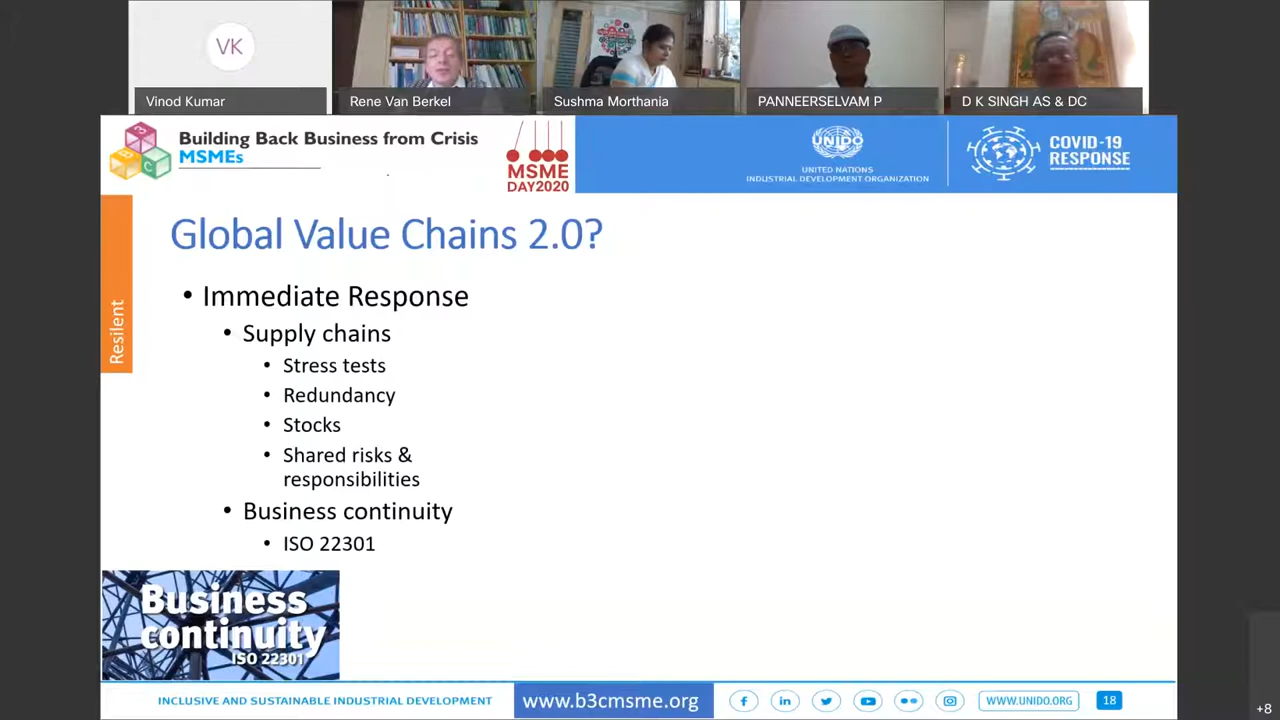 VK
Vinod Kumar
Rene Van Berkel
Sushma Morthania
PANNEERSELVAM P
D K SINGH AS & DC
Building Back Business from Crisis
MSMEs
MSME
DAY2020
UNIDO
UNITED NATIONS
INDUSTRIAL DEVELOPMENT ORGANIZATION
COVID-19
RESPONSE
Resilent
Global Value Chains 2.0?
• Immediate Response
• Supply chains
• Stress tests
• Redundancy
• Stocks
• Shared risks &
responsibilities
• Business continuity
• ISO 22301
Business
continuity
ISO 22301
INCLUSIVE AND SUSTAINABLE INDUSTRIAL DEVELOPMENT
www.b3cmsme.org
WWW.UNIDO.ORG
18
+8